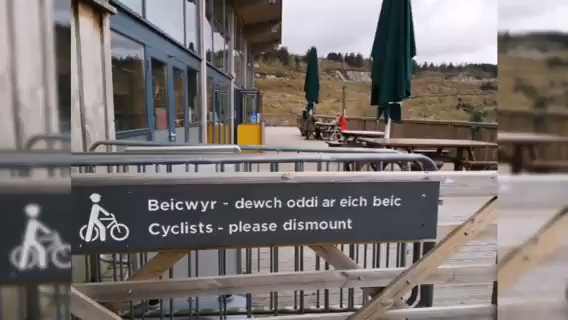 Beicwyr - dewch oddi ar eich beic
Cyclists - please dismount